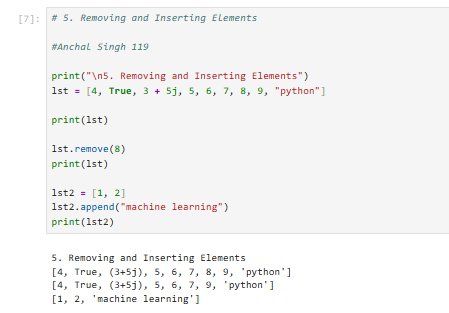 [7]: # 5. Removing and Inserting Elements
#Anchal Singh 119
print("\n5. Removing and Inserting Elements")
lst = [4, True, 3 + 5j, 5, 6, 7, 8, 9, "python"]
print(lst)
lst.remove(8)
print(lst)
lst2 = [1, 2]
lst2.append("machine learning")
print(lst2)
5. Removing and Inserting Elements
[4, True, (3+5j), 5, 6, 7, 8, 9, 'python']
[4, True, (3+5j), 5, 6, 7, 9, 'python']
[1, 2, 'machine learning']